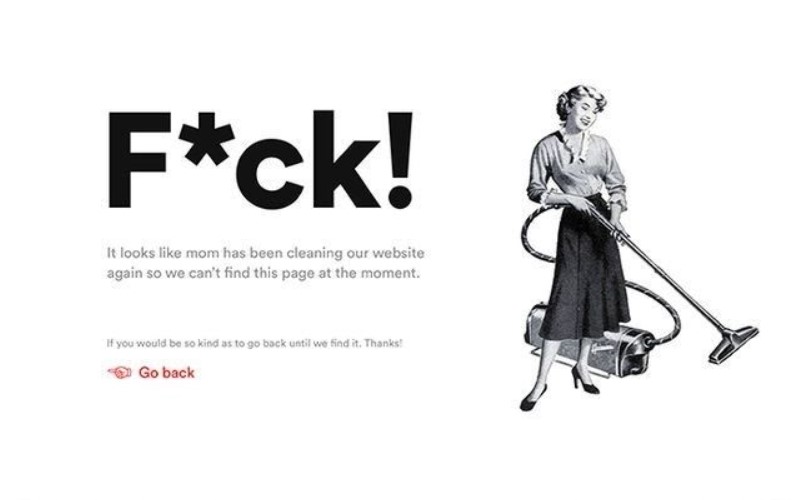 F*ck!
It looks like mom has been cleaning our website
again so we can't find this page at the moment.
If you would be so kind as to go back until we find it. Thanks!
Go back